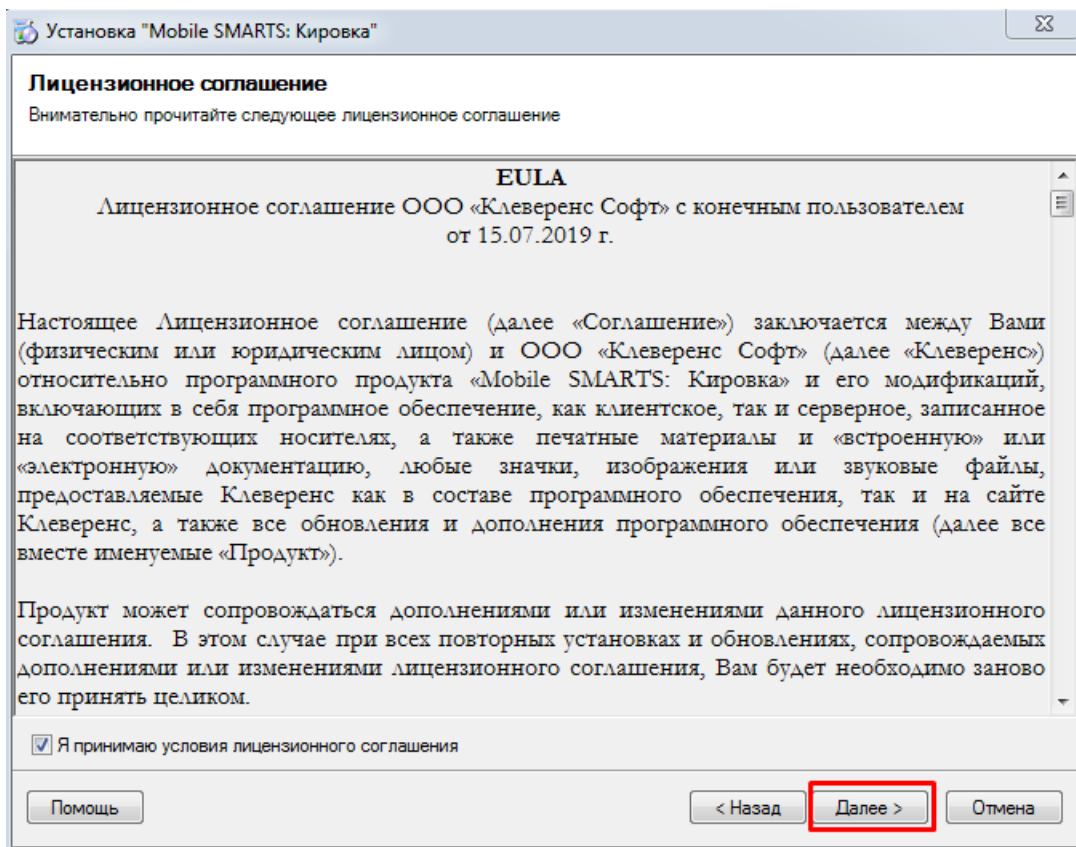 Установка "Mobile SMARTS: Кировка"
Лицензионное соглашение
Внимательно прочитайте следующее лицензионное соглашение
EULA
Лицензионное соглашение ООО «Клеверенс Софт» с конечным пользователем
от 15.07.2019 г.
Настоящее Лицензионное соглашение (далее «Соглашение») заключается между Вами
(физическим или юридическим лицом) и ООО «Клеверенс Софт» (далее «Клеверенс»)
относительно программного продукта «Mobile SMARTS: Кировка» и его модификаций,
включающих в себя программное обеспечение, как клиентское, так и серверное, записанное
на соответствующих носителях, а также печатные материалы и «встроенную» или
«электронную» документацию, любые значки, изображения или звуковые файлы,
предоставляемые Клеверенс как в составе программного обеспечения, так и на сайте
Клеверенс, а также все обновления и дополнения программного обеспечения (далее все
вместе именуемые «Продукт»).
Продукт может сопровождаться дополнениями или изменениями данного лицензионного
соглашения. В этом случае при всех повторных установках и обновлениях, сопровождаемых
дополнениями или изменениями лицензионного соглашения, Вам будет необходимо заново
его принять целиком.
Я принимаю условия лицензионного соглашения
Помощь
< Назад
Далее >
Отмена